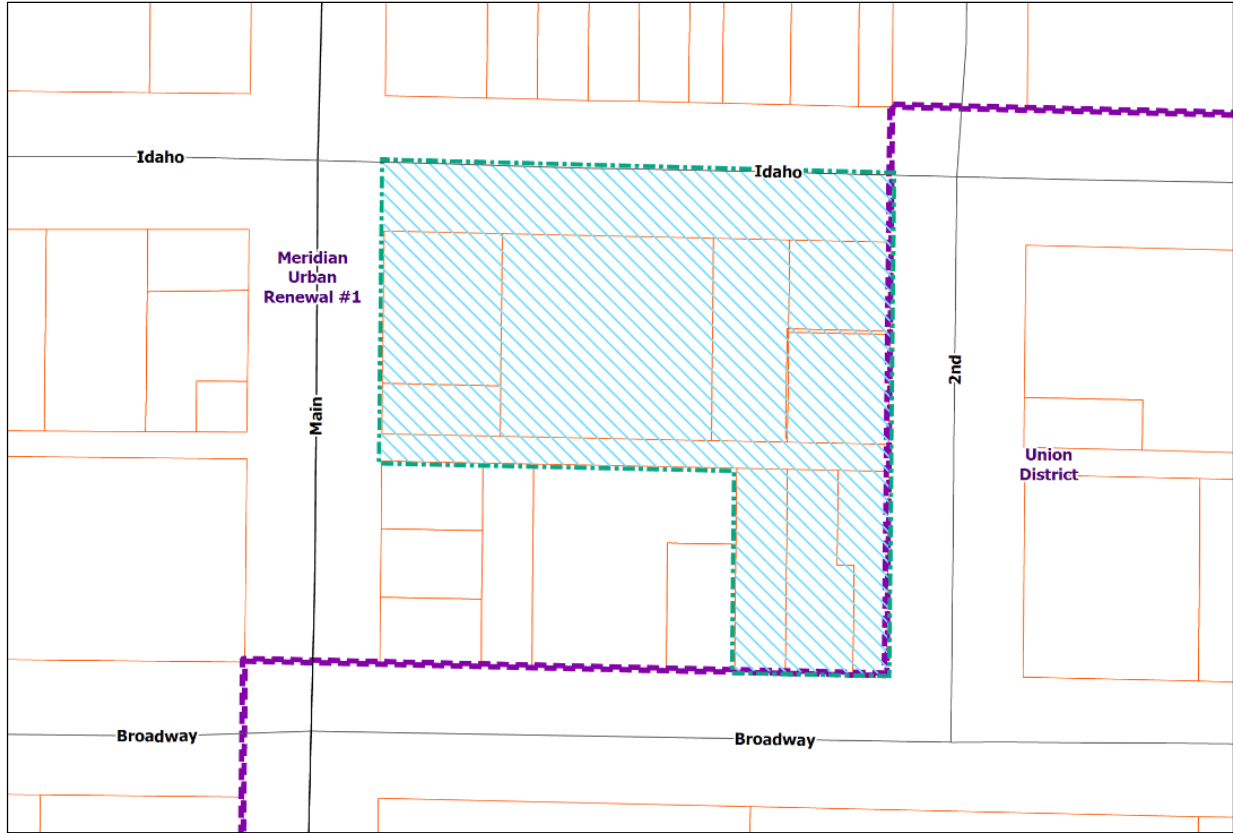 Idaho
Idaho
Meridian
Urban
Renewal #1
Main
2nd
Union
District
Broadway
Broadway